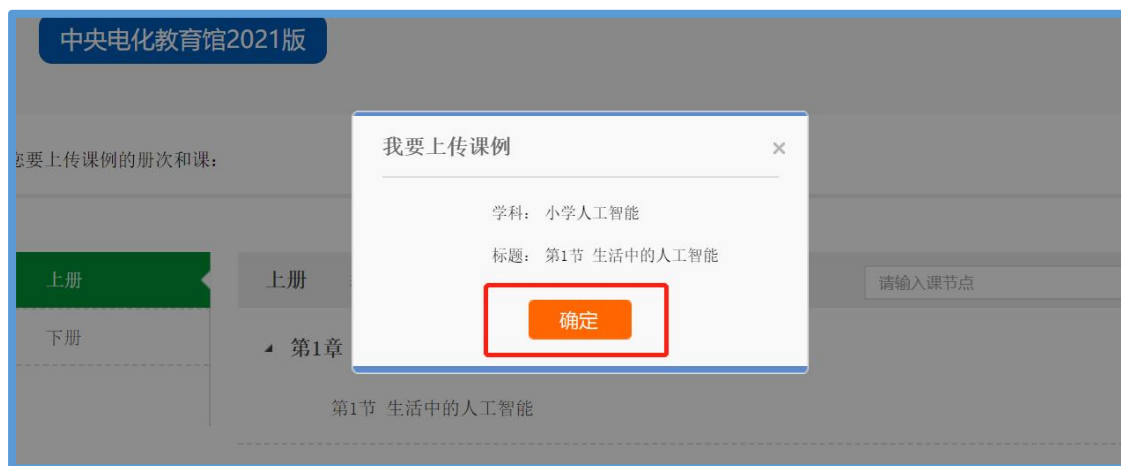 中央电化教育馆2021版
您要上传课例的册次和课：
我要上传课例
×
学科： 小学人工智能
标题： 第1节 生活中的人工智能
确定
上册
下册
上册
请输入课节点
第1章
第1节 生活中的人工智能